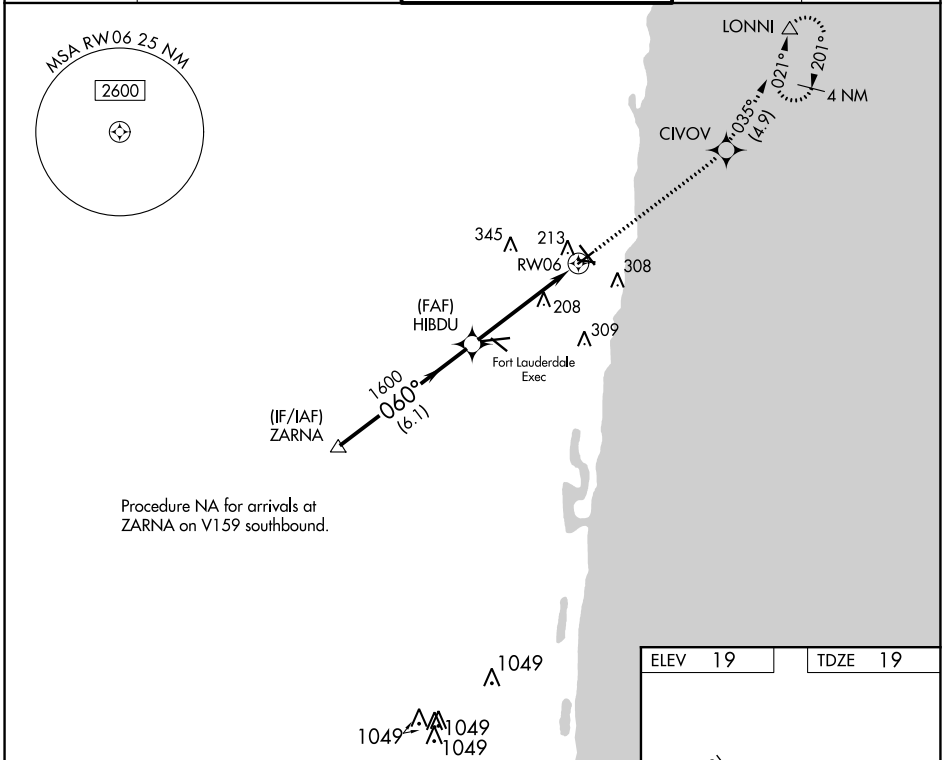 MSA RW06 25 NM
2600
LONNI
021°
201°
4 NM
035°
(4.9)
CIVOV
345
213
RW06
308
(FAF)
HIBDU
208
309
Fort Lauderdale
Exec
1600
060°
(6.1)
(IF/IAF)
ZARNA
Procedure NA for arrivals at
ZARNA on V159 southbound.
1049
1049
1049
1049
ELEV 19
TDZE 19